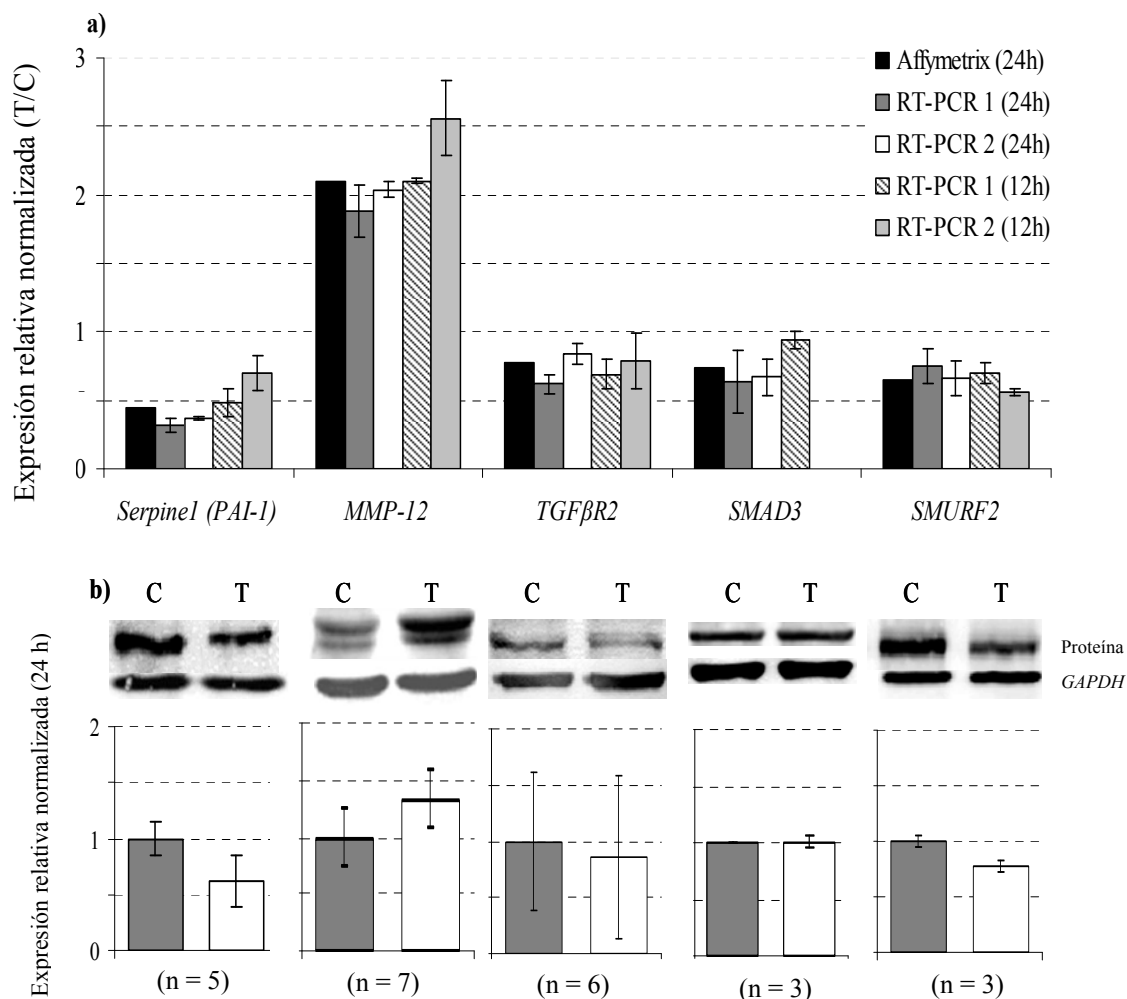 a)
Expresión relativa normalizada (T/C)
3
2
1
0
Affymetrix (24h)
RT-PCR 1 (24h)
RT-PCR 2 (24h)
RT-PCR 1 (12h)
RT-PCR 2 (12h)
Serpine1 (PAI-1)
MMP-12
TGFβR2
SMAD3
SMURF2
b)
C T C T C T C T C T
Proteína
GAPDH
Expresión relativa normalizada (24 h)
2
1
0
(n = 5)
(n = 7)
(n = 6)
(n = 3)
(n = 3)